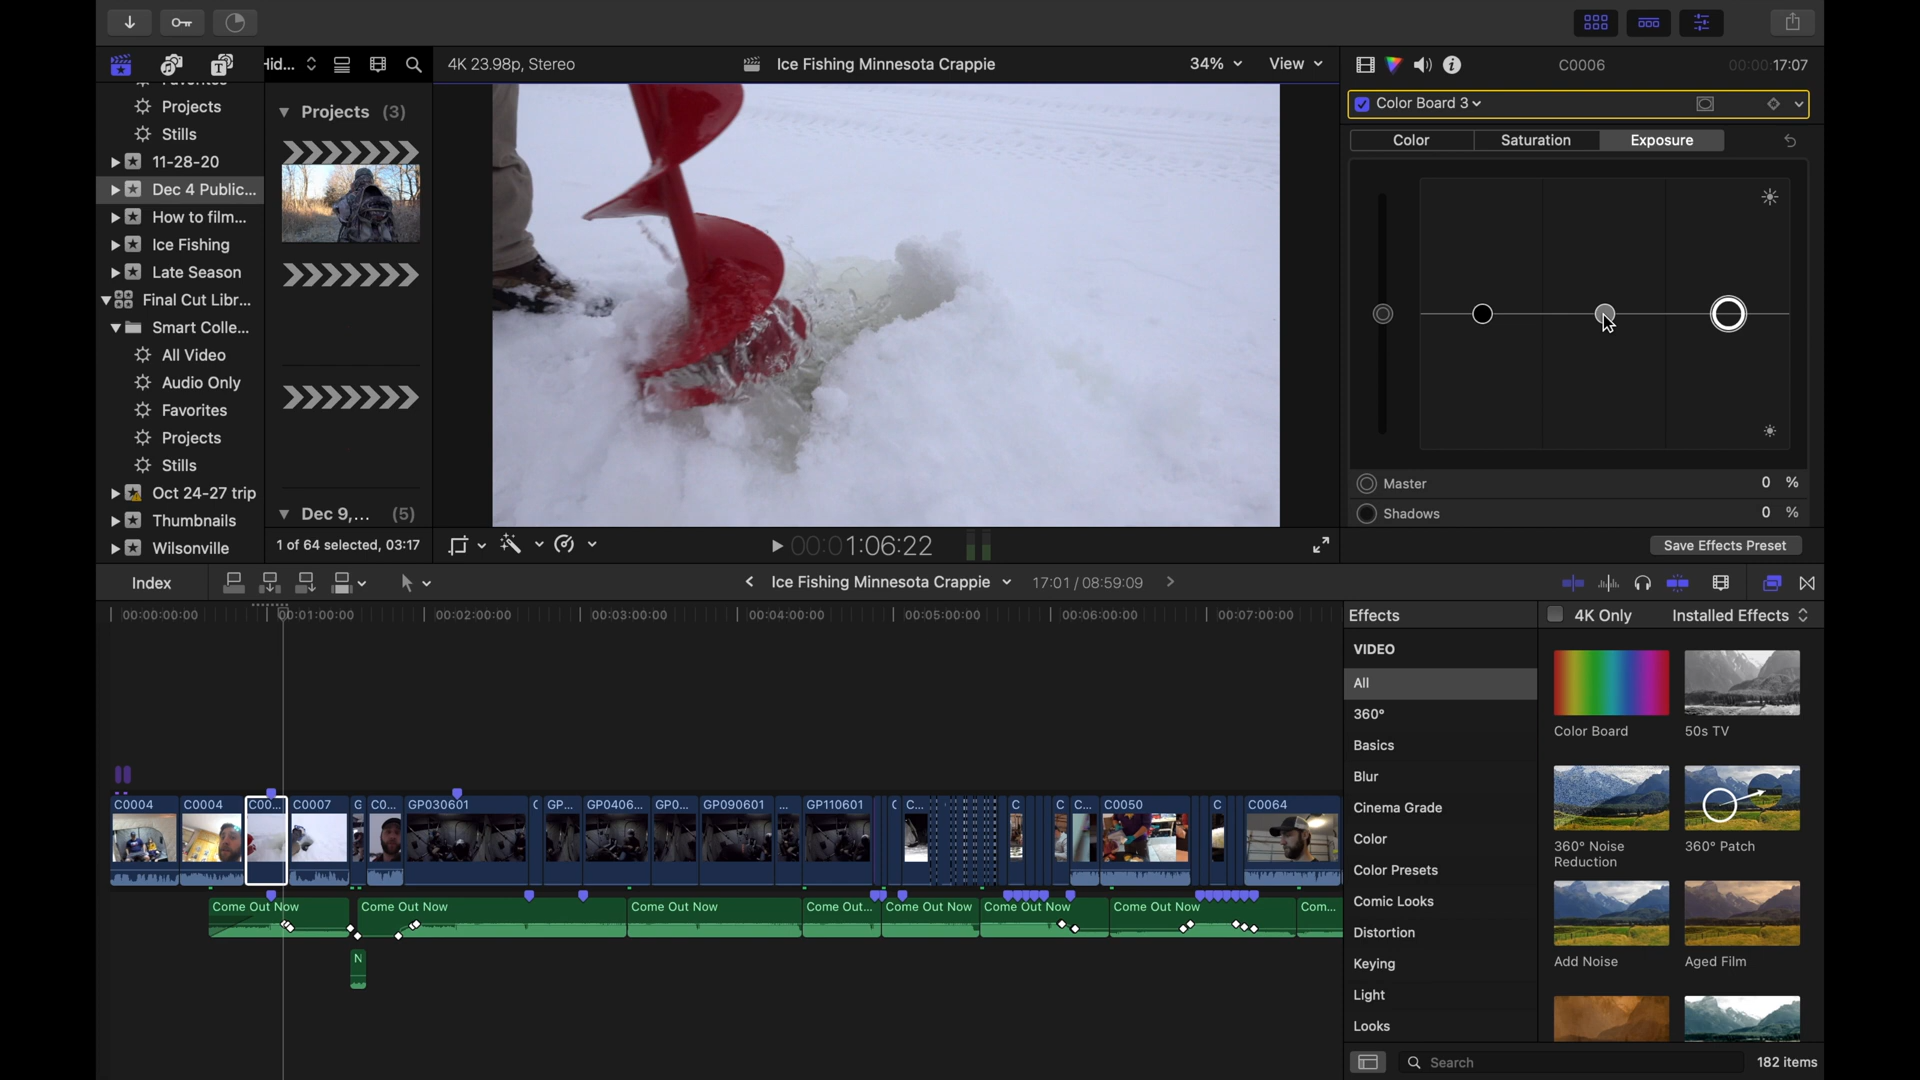 Hid...
4K 23.98p, Stereo
Ice Fishing Minnesota Crappie
34%
View
C0006
00:00:17:07
Projects
Stills
11-28-20
Dec 4 Public...
How to film...
Ice Fishing
Late Season
Final Cut Libr...
Smart Colle...
All Video
Audio Only
Favorites
Projects
Stills
Oct 24-27 trip
Thumbnails
Wilsonville
Projects (3)
Dec 9,... (5)
1 of 64 selected, 03:17
00:01:06:22
Color Board 3
Color
Saturation
Exposure
Master 0 %
Shadows 0 %
Save Effects Preset
Index
Ice Fishing Minnesota Crappie
17:01 / 08:59:09
00:00:00:00
00:01:00:00
00:02:00:00
00:03:00:00
00:04:00:00
00:05:00:00
00:06:00:00
00:07:00:00
C0004
C0004
C00...
C0007
C0...
GP030601
GP...
GP0406...
GP0...
GP090601
...
GP110601
C
C...
C
C
C...
C0050
C
C0064
Come Out Now
Come Out Now
Come Out Now
Come Out...
Come Out Now
Come Out Now
Come Out Now
Com...
N
Effects
4K Only
Installed Effects
VIDEO
All
360°
Basics
Blur
Cinema Grade
Color
Color Presets
Comic Looks
Distortion
Keying
Light
Looks
Color Board
50s TV
360° Noise
Reduction
360° Patch
Add Noise
Aged Film
Search
182 items